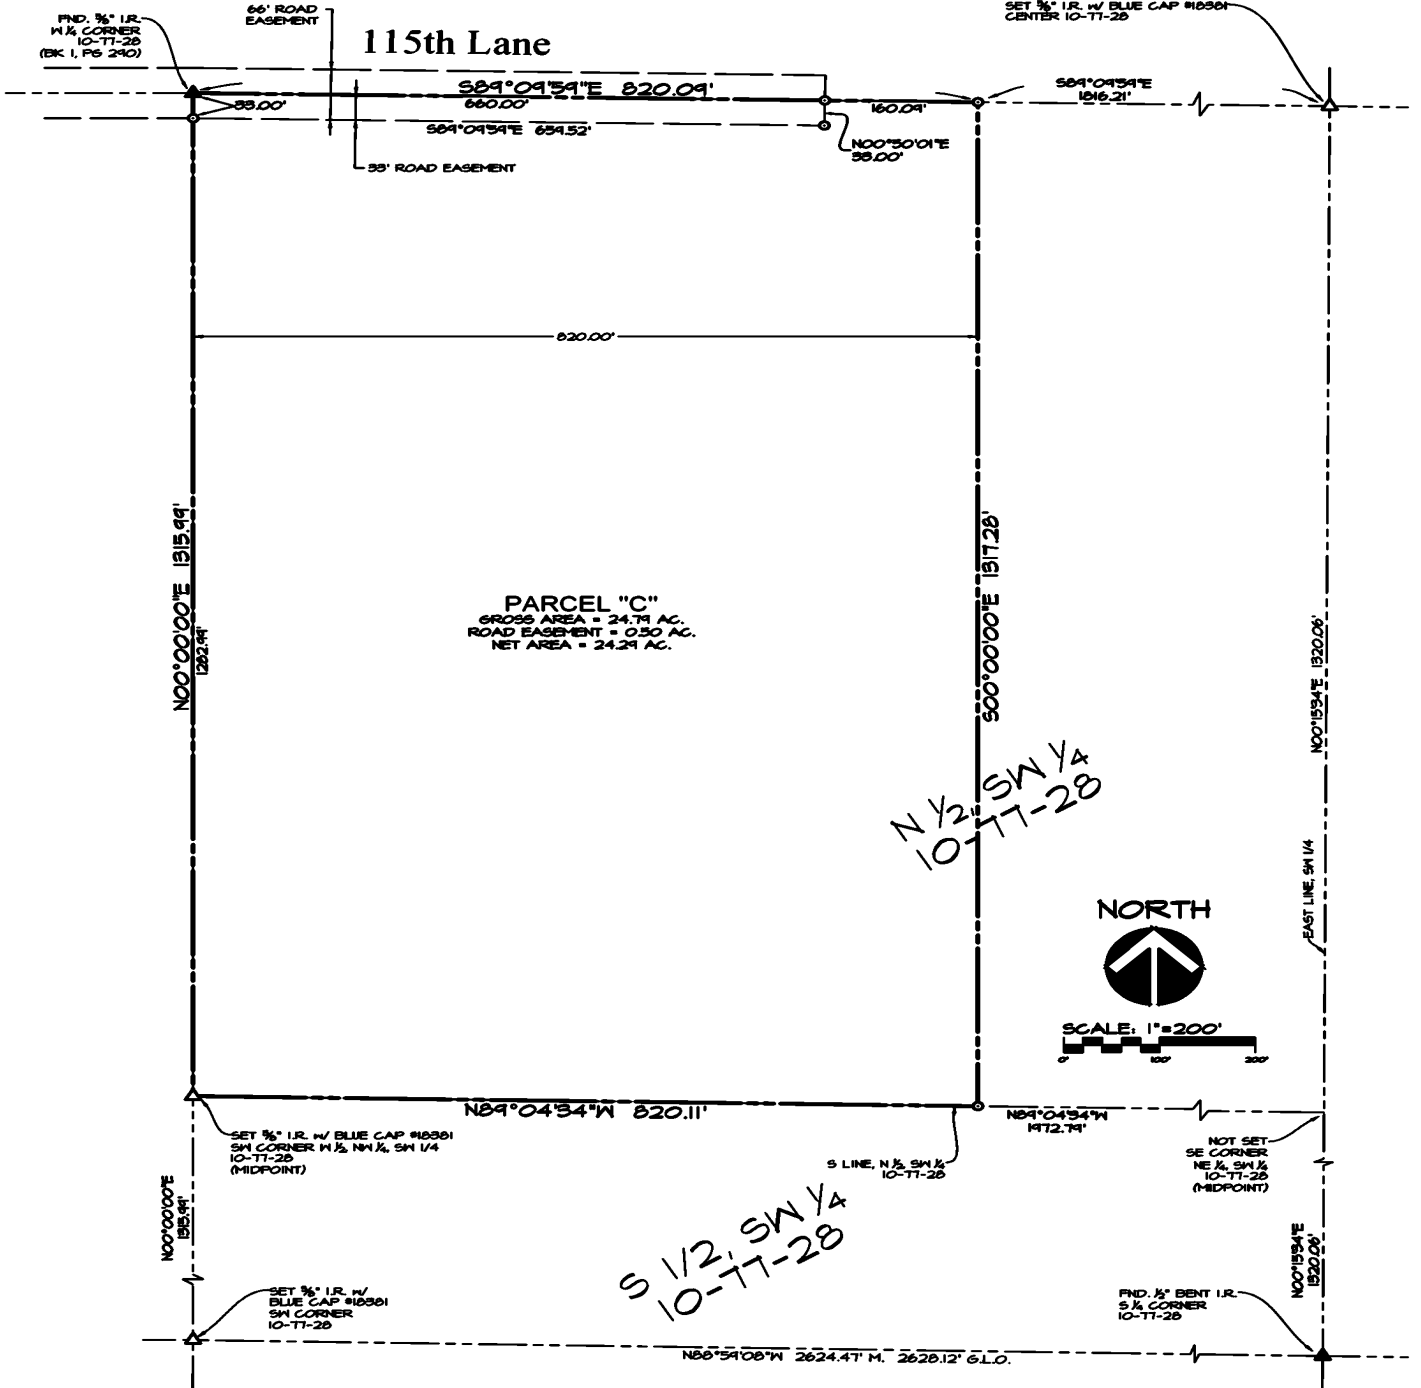 FND. ⅝" I.R.
W ¼ CORNER
10-77-28
(BK 1, PG 290)
66' ROAD
EASEMENT
115th Lane
SET ⅝" I.R. W/ BLUE CAP #18381
CENTER 10-77-28
S89°09'59"E 820.09'
660.00'
160.09'
S89°09'59"E
1816.21'
33.00'
S89°09'59"E 659.52'
N00°50'01"E
33.00'
33' ROAD EASEMENT
820.00'
N00°00'00"E 1315.99'
1282.99'
S00°00'00"E 1317.28'
PARCEL "C"
GROSS AREA = 24.79 AC.
ROAD EASEMENT = 0.50 AC.
NET AREA = 24.29 AC.
N00°15'34"E 1320.06'
N 1/2, SW 1/4
10-77-28
EAST LINE, SW 1/4
NORTH
SCALE: 1"=200'
0' 100' 200'
N89°04'34"W 820.11'
N89°04'34"W
1972.79'
SET ⅝" I.R. W/ BLUE CAP #18381
SW CORNER W ½, NW ¼, SW 1/4
10-77-28
(MIDPOINT)
S LINE, N ½, SW ¼
10-77-28
NOT SET
SE CORNER
NE ¼, SW ¼
10-77-28
(MIDPOINT)
N00°00'00"E
1315.99'
S 1/2, SW 1/4
10-77-28
N00°15'34"E
1320.06'
SET ⅝" I.R. W/
BLUE CAP #18381
SW CORNER
10-77-28
FND. ½" BENT I.R.
S ¼ CORNER
10-77-28
N88°59'08"W 2624.47' M. 2628.12' G.L.O.